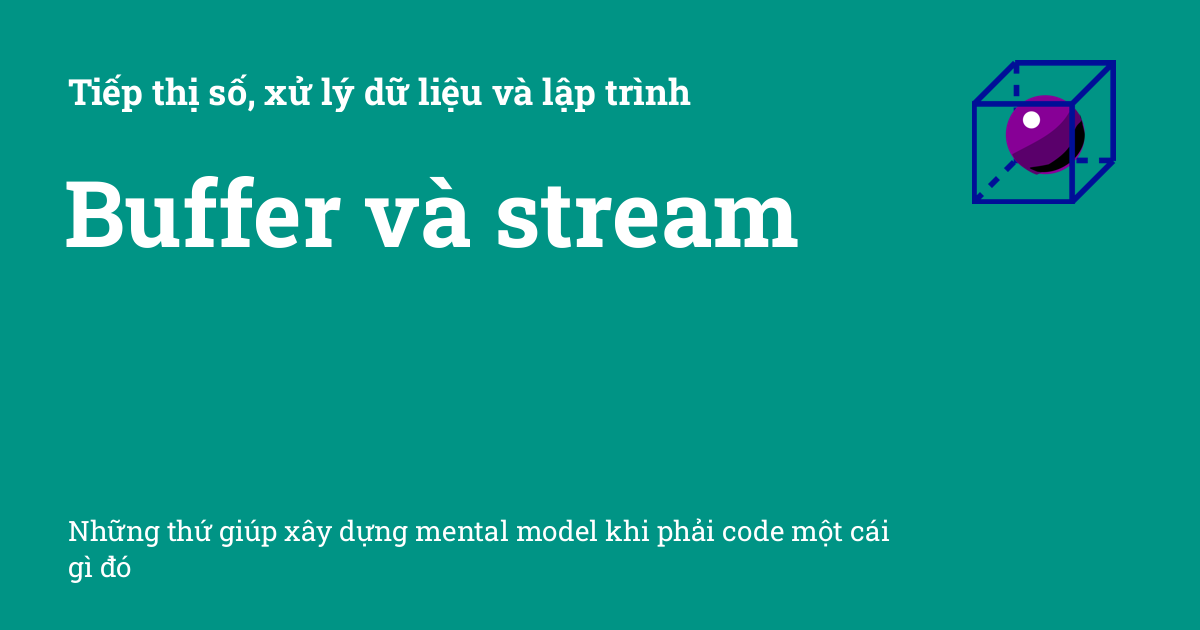 Tiếp thị số, xử lý dữ liệu và lập trình
Buffer và stream
Những thứ giúp xây dựng mental model khi phải code một cái
gì đó